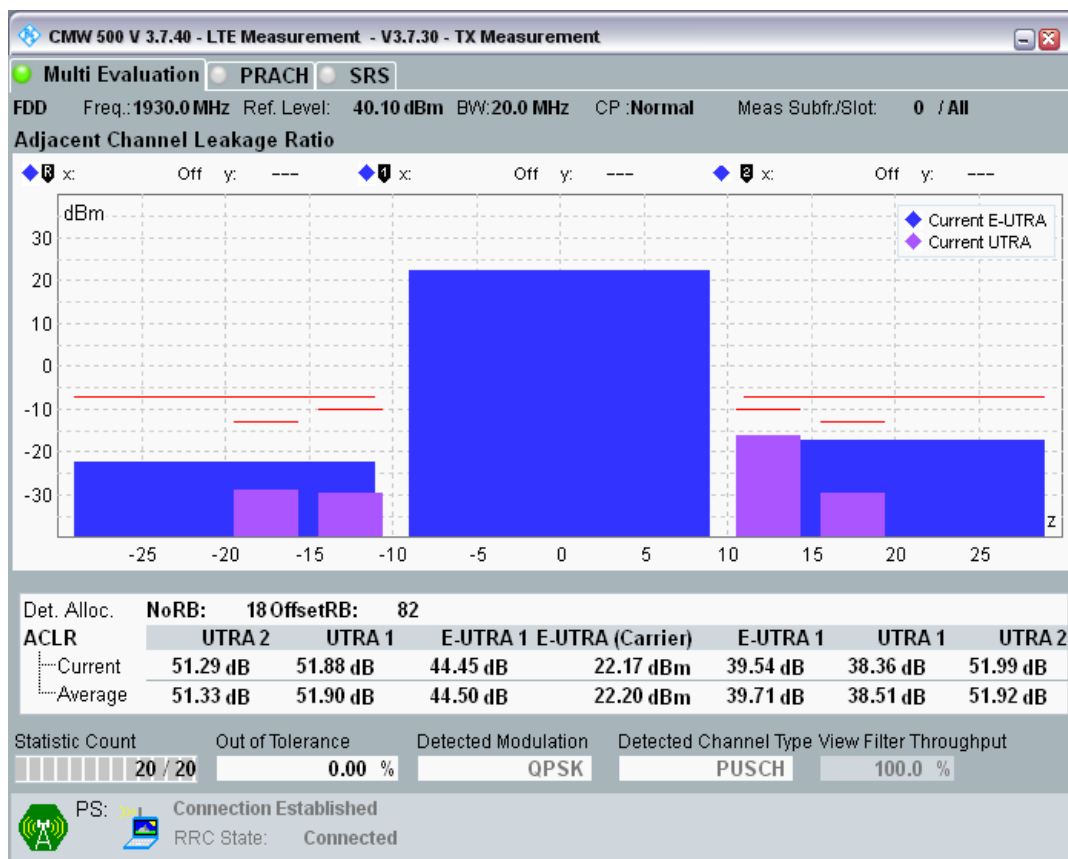 CMW 500 V 3.7.40 - LTE Measurement - V3.7.30 - TX Measurement
Multi Evaluation PRACH SRS
FDD Freq.:1930.0 MHz Ref. Level: 40.10 dBm BW:20.0 MHz CP :Normal Meas Subfr./Slot: 0 / All
Adjacent Channel Leakage Ratio
R x: Off y: --- 1 x: Off y: --- 2 x: Off y: ---
dBm
Current E-UTRA
Current UTRA
30
20
10
0
-10
-20
-30
z
-25 -20 -15 -10 -5 0 5 10 15 20 25
Det. Alloc. NoRB: 18 OffsetRB: 82
ACLR UTRA 2 UTRA 1 E-UTRA 1 E-UTRA (Carrier) E-UTRA 1 UTRA 1 UTRA 2
Current 51.29 dB 51.88 dB 44.45 dB 22.17 dBm 39.54 dB 38.36 dB 51.99 dB
Average 51.33 dB 51.90 dB 44.50 dB 22.20 dBm 39.71 dB 38.51 dB 51.92 dB
Statistic Count Out of Tolerance Detected Modulation Detected Channel Type View Filter Throughput
20 / 20 0.00 % QPSK PUSCH 100.0 %
PS: Connection Established
RRC State: Connected